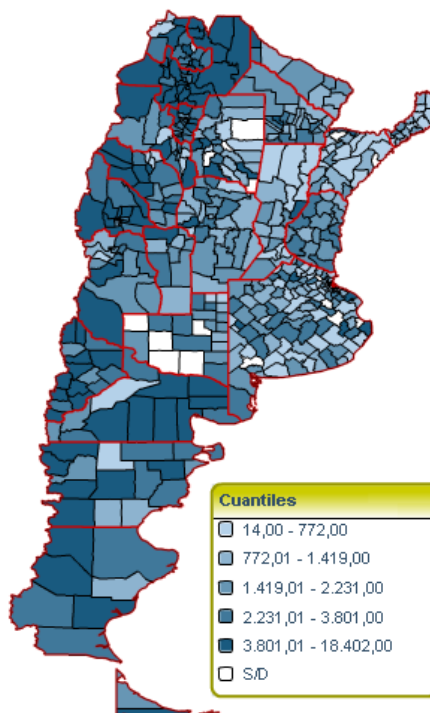 Cuantiles
14,00 - 772,00
772,01 - 1.419,00
1.419,01 - 2.231,00
2.231,01 - 3.801,00
3.801,01 - 18.402,00
S/D